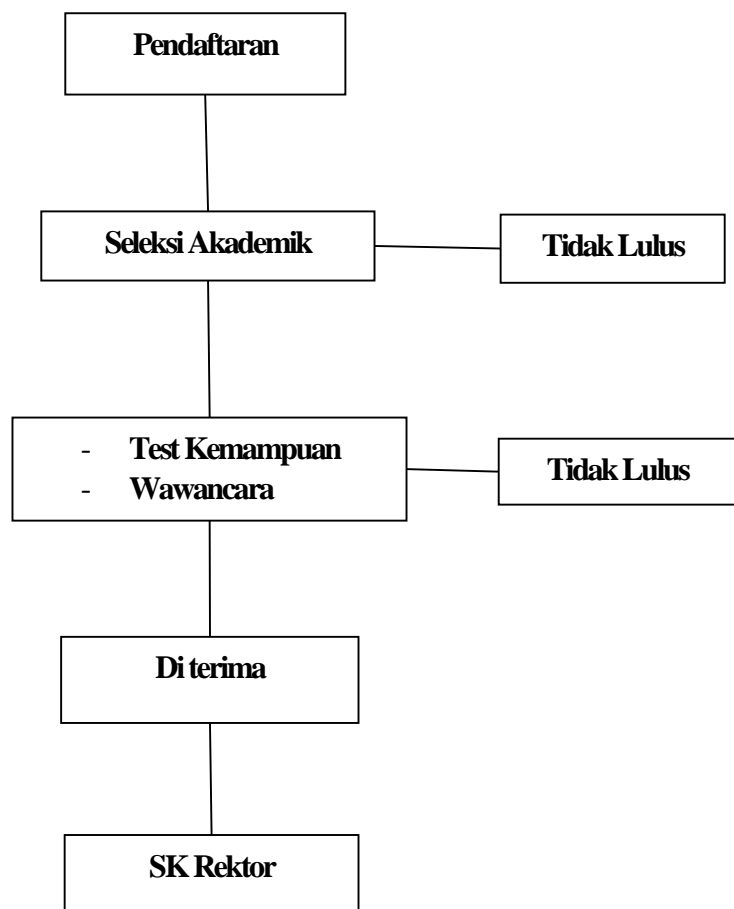 Pendaftaran
Seleksi Akademik
Tidak Lulus
- Test Kemampuan
- Wawancara
Tidak Lulus
Di terima
SK Rektor